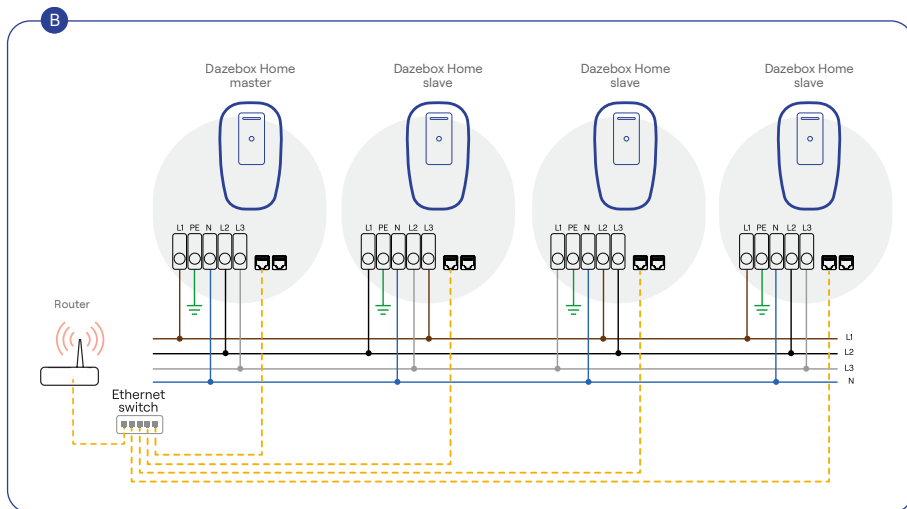 B
Dazebox Home
master
Dazebox Home
slave
Dazebox Home
slave
Dazebox Home
slave
L1 PE N L2 L3
L1 PE N L2 L3
L1 PE N L2 L3
L1 PE N L2 L3
Router
L1
L2
L3
N
Ethernet
switch